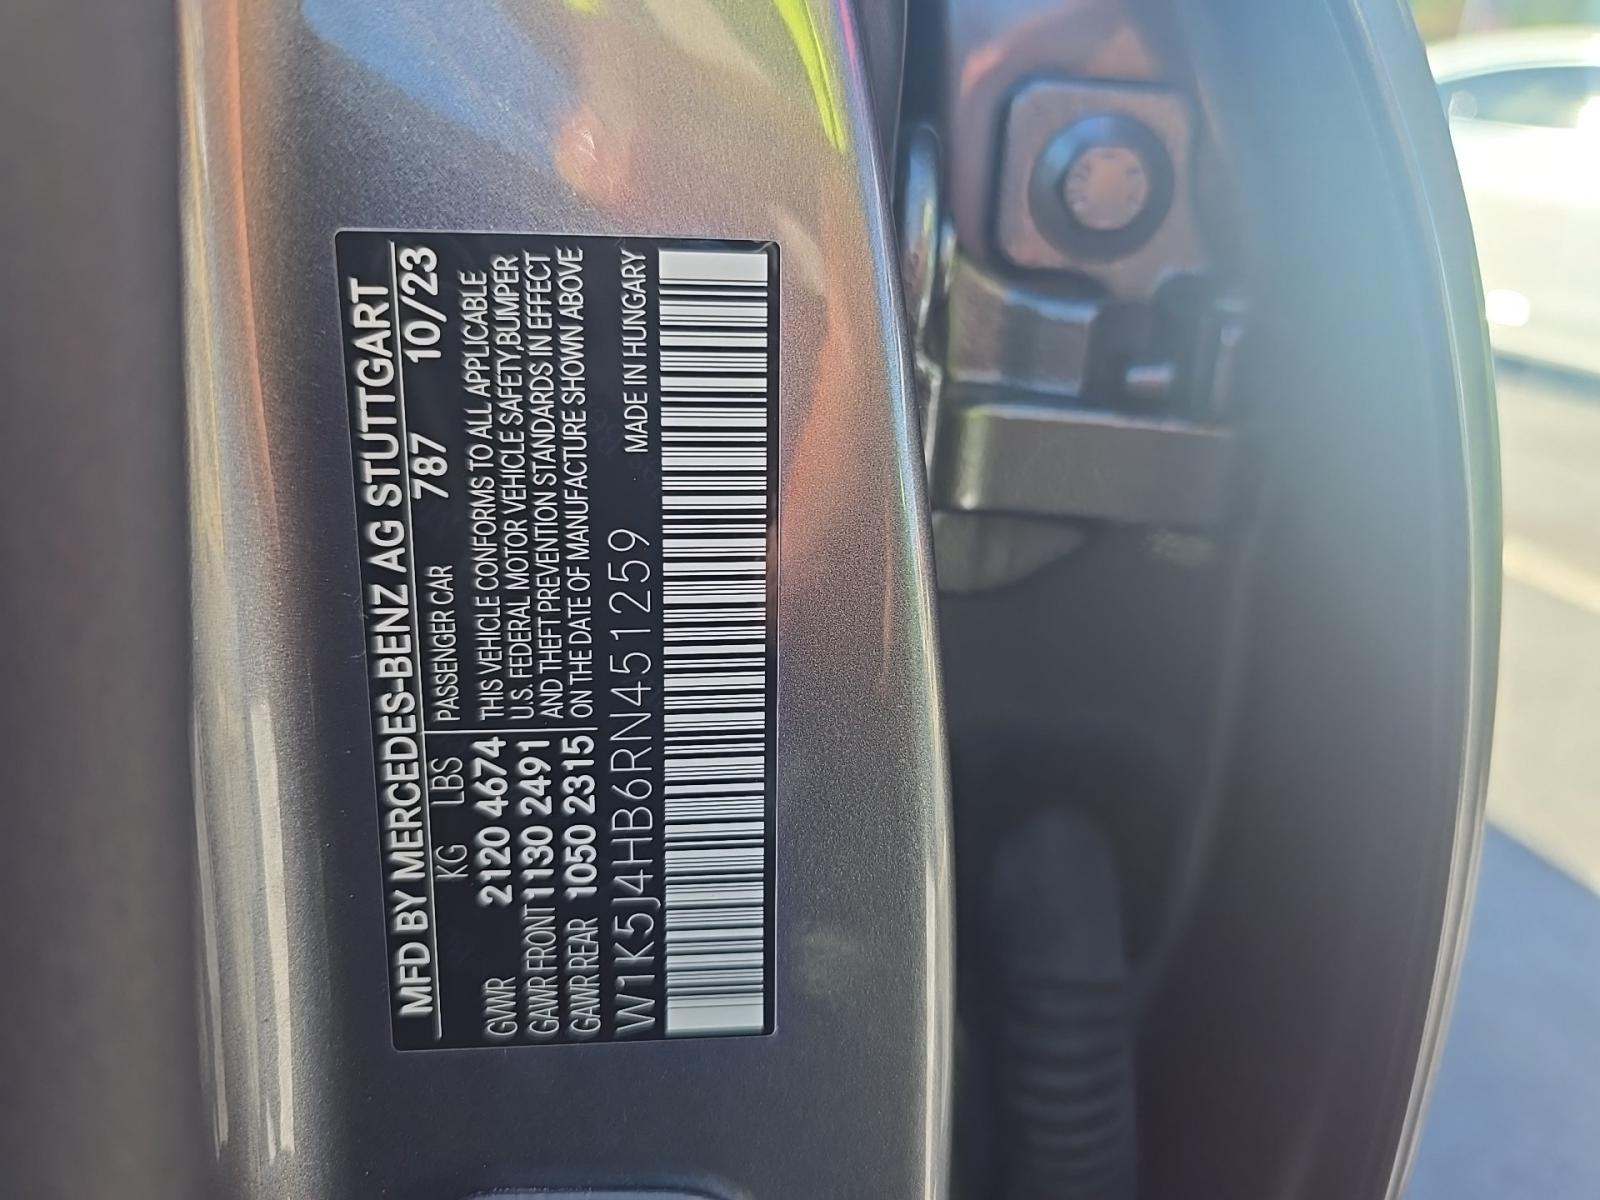 MFD BY MERCEDES-BENZ AG STUTTGART
KG LBS PASSENGER CAR 787 10/23
GVWR 2120 4674 THIS VEHICLE CONFORMS TO ALL APPLICABLE
GAWR FRONT 1130 2491 U.S. FEDERAL MOTOR VEHICLE SAFETY,BUMPER
AND THEFT PREVENTION STANDARDS IN EFFECT
GAWR REAR 1050 2315 ON THE DATE OF MANUFACTURE SHOWN ABOVE
W1K5J4HB6RN451259 MADE IN HUNGARY